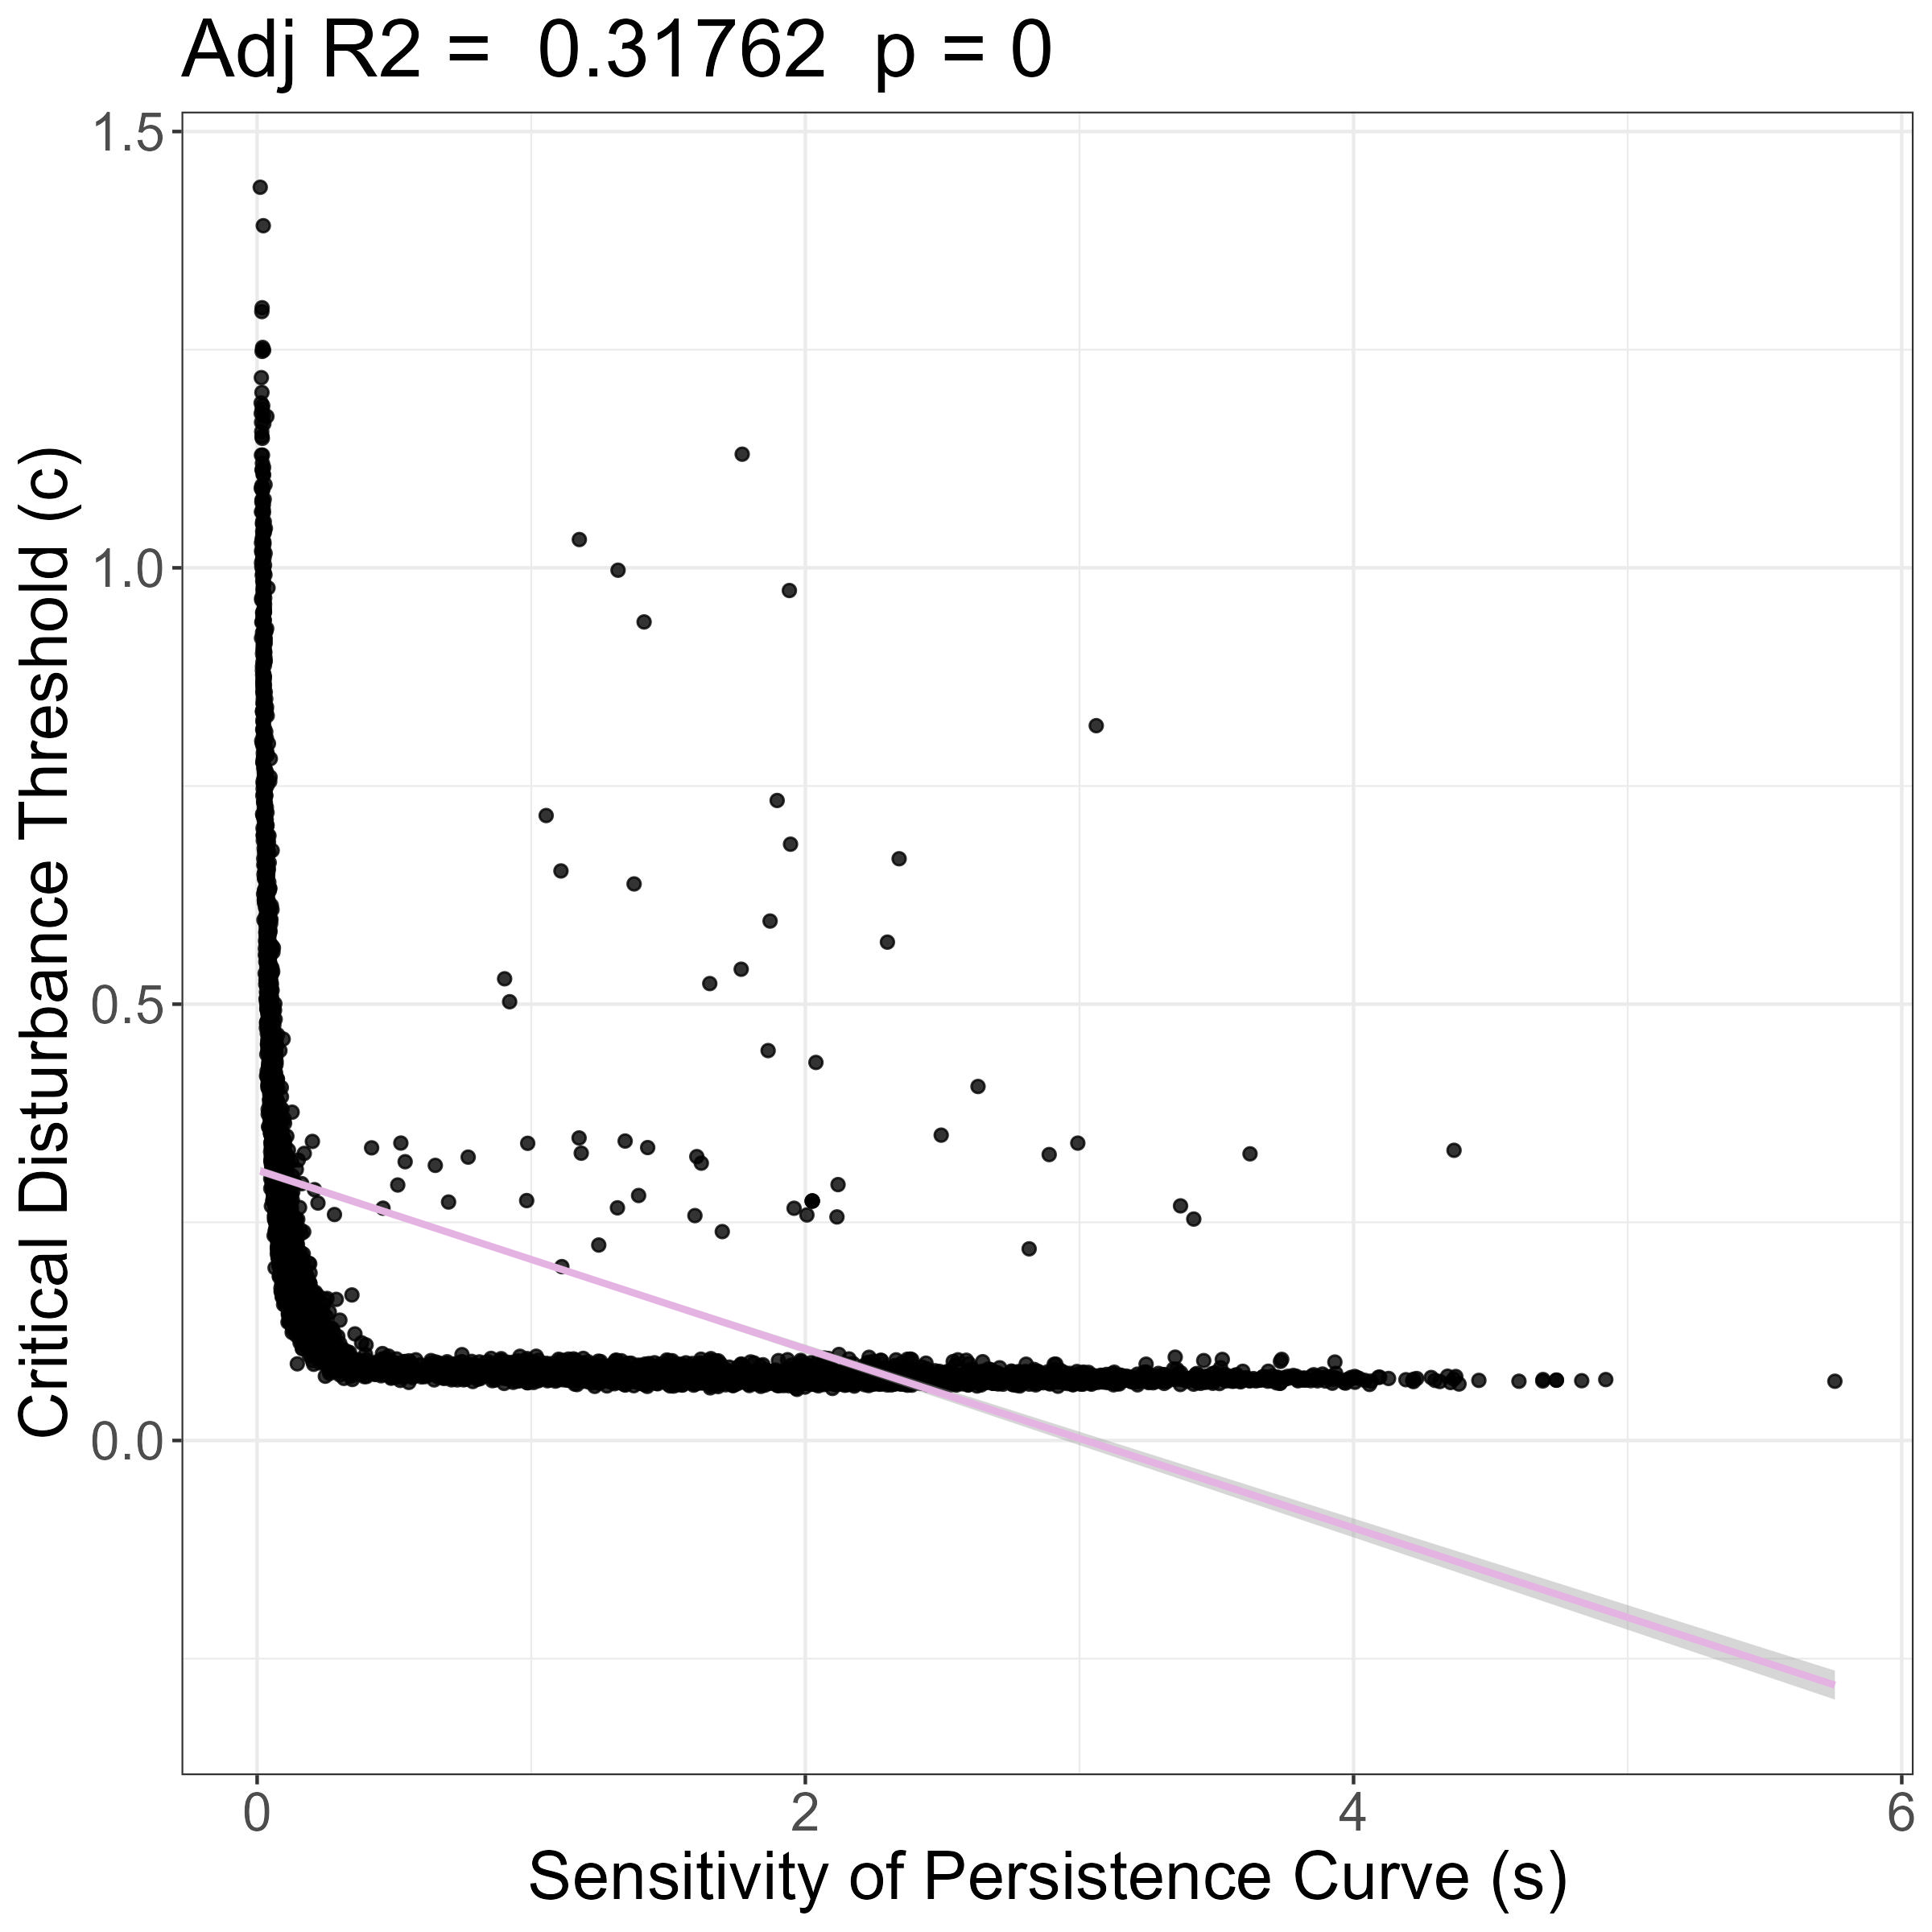 Adj R2 =  0.31762  p = 0
1.5
1.0
0.5
0.0
Critical Disturbance Threshold (c)
0 2 4 6
Sensitivity of Persistence Curve (s)